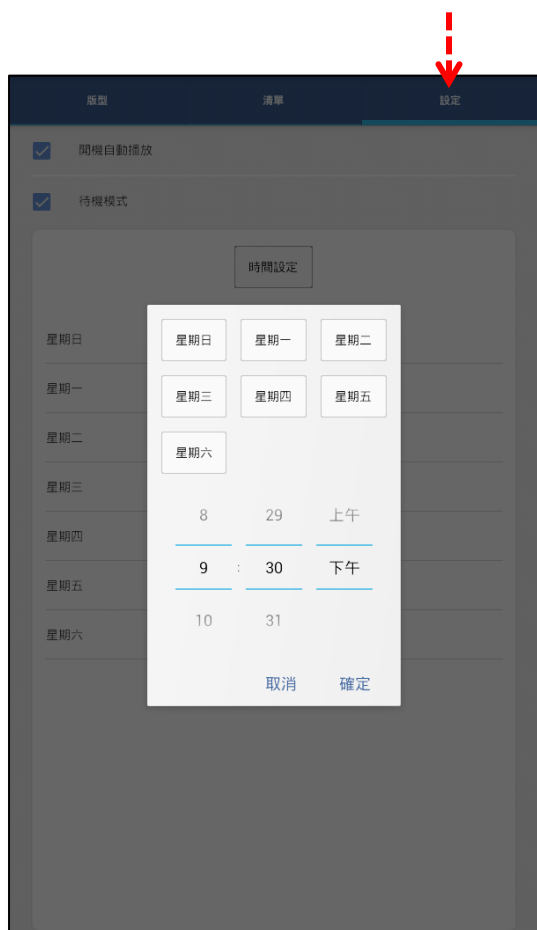 版型 清單 設定
開機自動播放
待機模式
時間設定
星期日
星期一
星期二
星期三
星期四
星期五
星期六
星期日 星期一 星期二
星期三 星期四 星期五
星期六
8 29 上午
9 : 30 下午
10 31
取消 確定